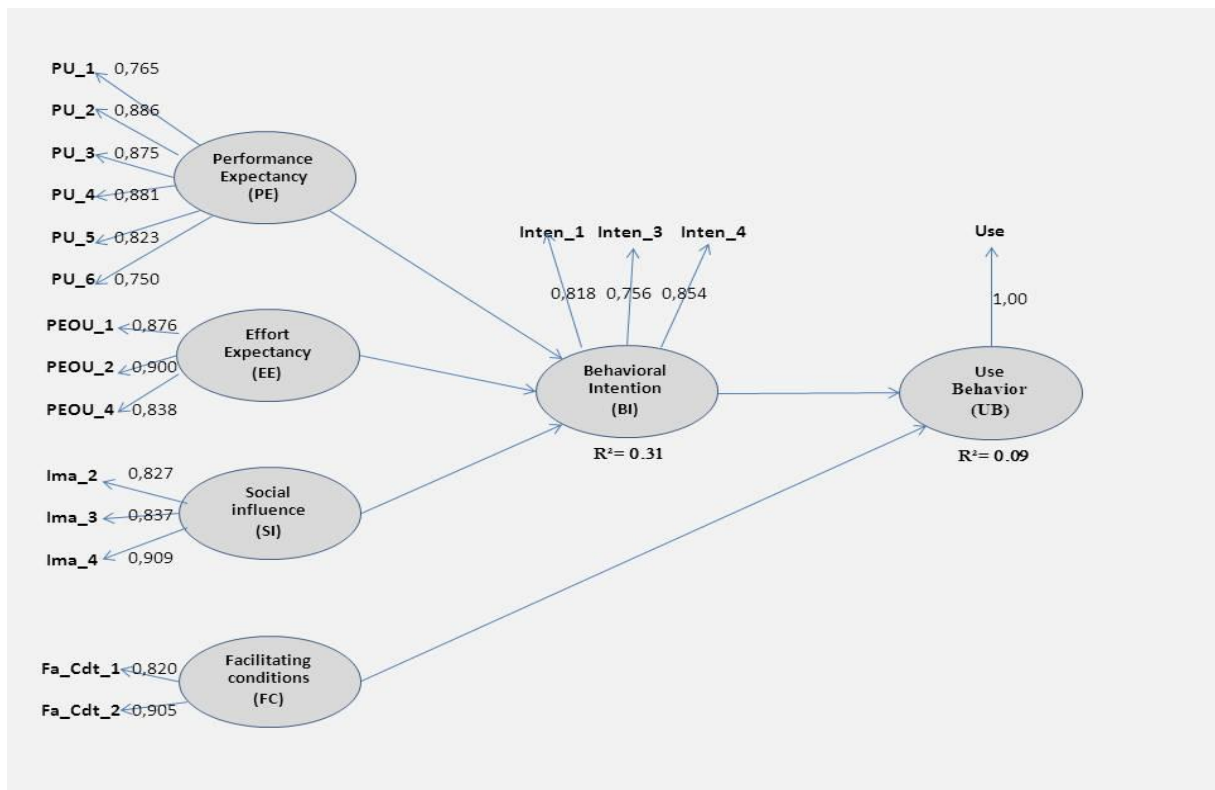 PU_1 0,765
PU_2 0,886
PU_3 0,875
PU_4 0,881
PU_5 0,823
PU_6 0,750
Performance
Expectancy
(PE)
PEOU_1 0,876
PEOU_2 0,900
PEOU_4 0,838
Effort
Expectancy
(EE)
Ima_2 0,827
Ima_3 0,837
Ima_4 0,909
Social
influence
(SI)
Fa_Cdt_1 0,820
Fa_Cdt_2 0,905
Facilitating
conditions
(FC)
Inten_1 Inten_3 Inten_4
0,818 0,756 0,854
Behavioral
Intention
(BI)
R²= 0.31
Use
1,00
Use
Behavior
(UB)
R²= 0.09